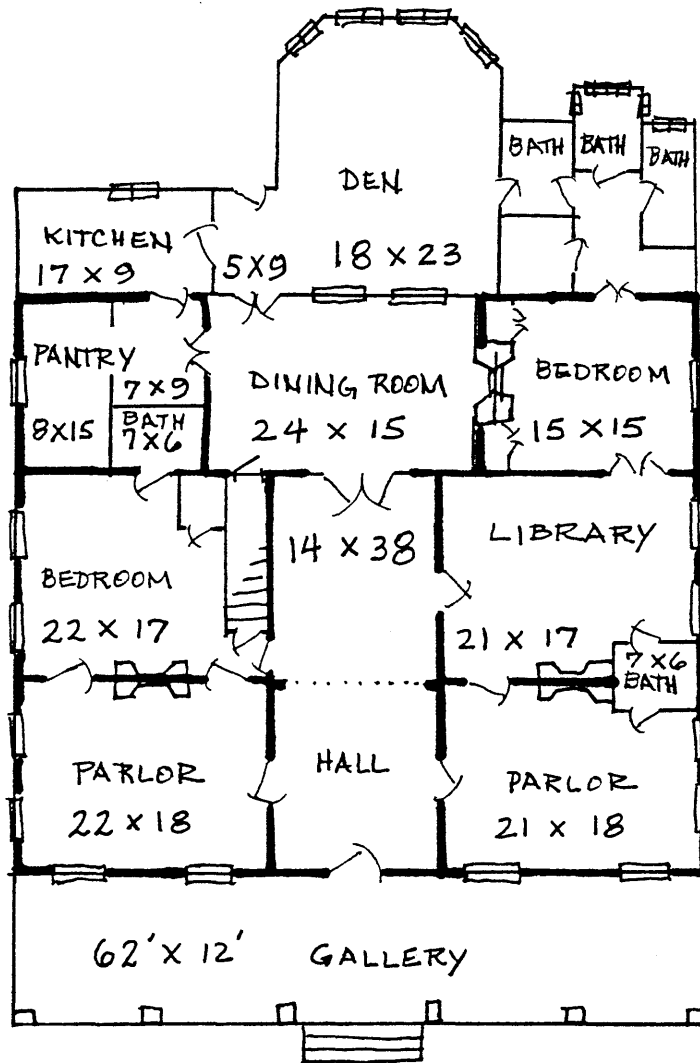 BATH
BATH
BATH
DEN
18 X 23
KITCHEN
17 X 9
5X9
PANTRY
8X15
7 X 9
BATH
7X6
DINING ROOM
24 X 15
BEDROOM
15 X 15
14 X 38
LIBRARY
21 X 17
BEDROOM
22 X 17
7 X 6
BATH
PARLOR
22 X 18
HALL
PARLOR
21 X 18
62' X 12'
GALLERY